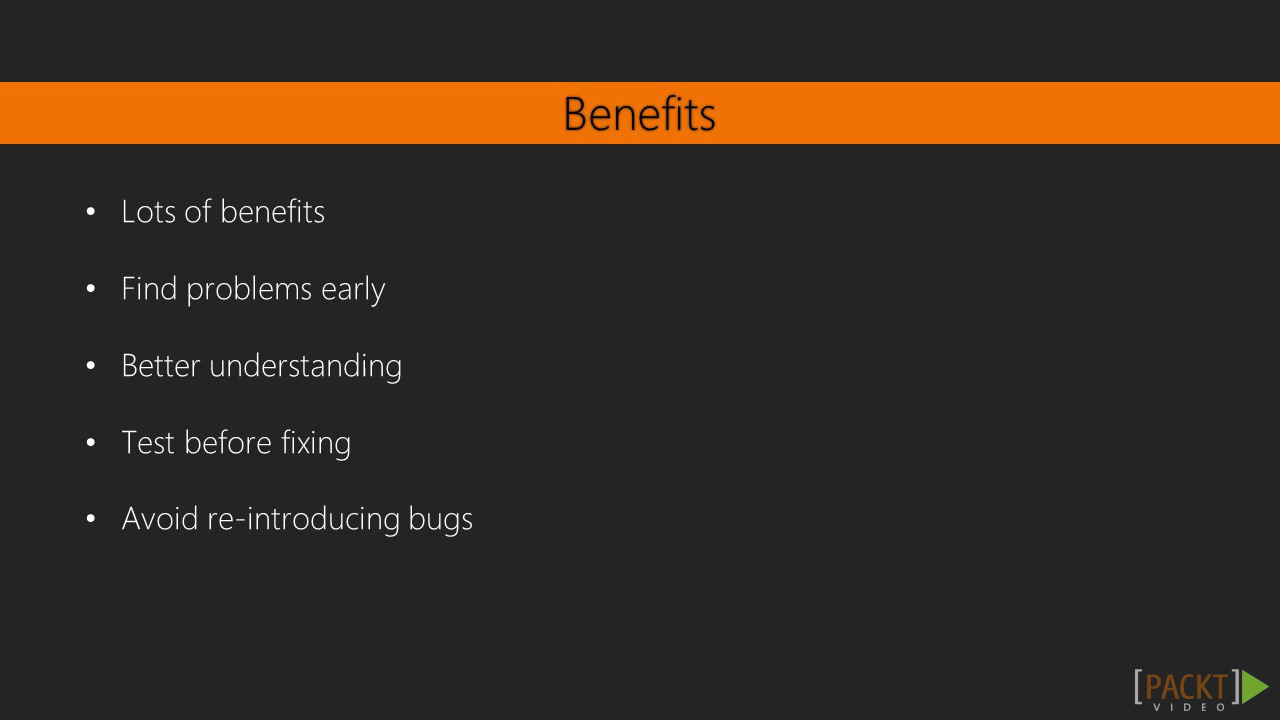 Benefits
• Lots of benefits
• Find problems early
• Better understanding
• Test before fixing
• Avoid re-introducing bugs
[PACKT]
VIDEO